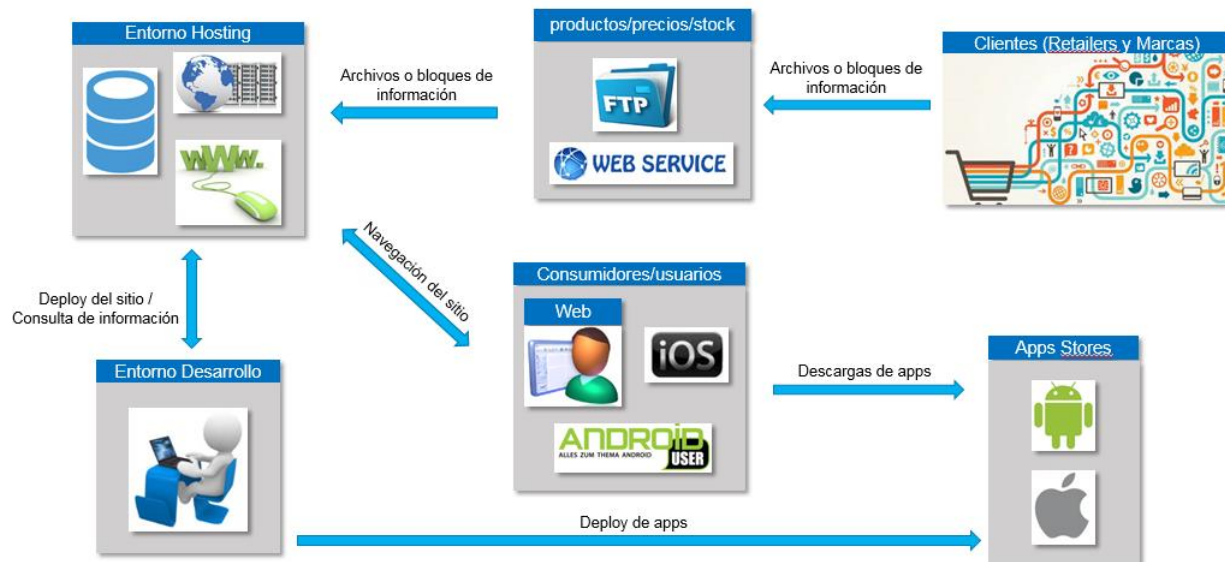 Entorno Hosting
WWW.
Archivos o bloques de
información
productos/precios/stock
FTP
WEB SERVICE
Archivos o bloques de
información
Clientes (Retailers y Marcas)
Navegación del sitio
Deploy del sitio /
Consulta de información
Consumidores/usuarios
Web
iOS
ANDROiD
ALLES ZUM THEMA ANDROID
USER
Descargas de apps
Apps Stores
Entorno Desarrollo
Deploy de apps